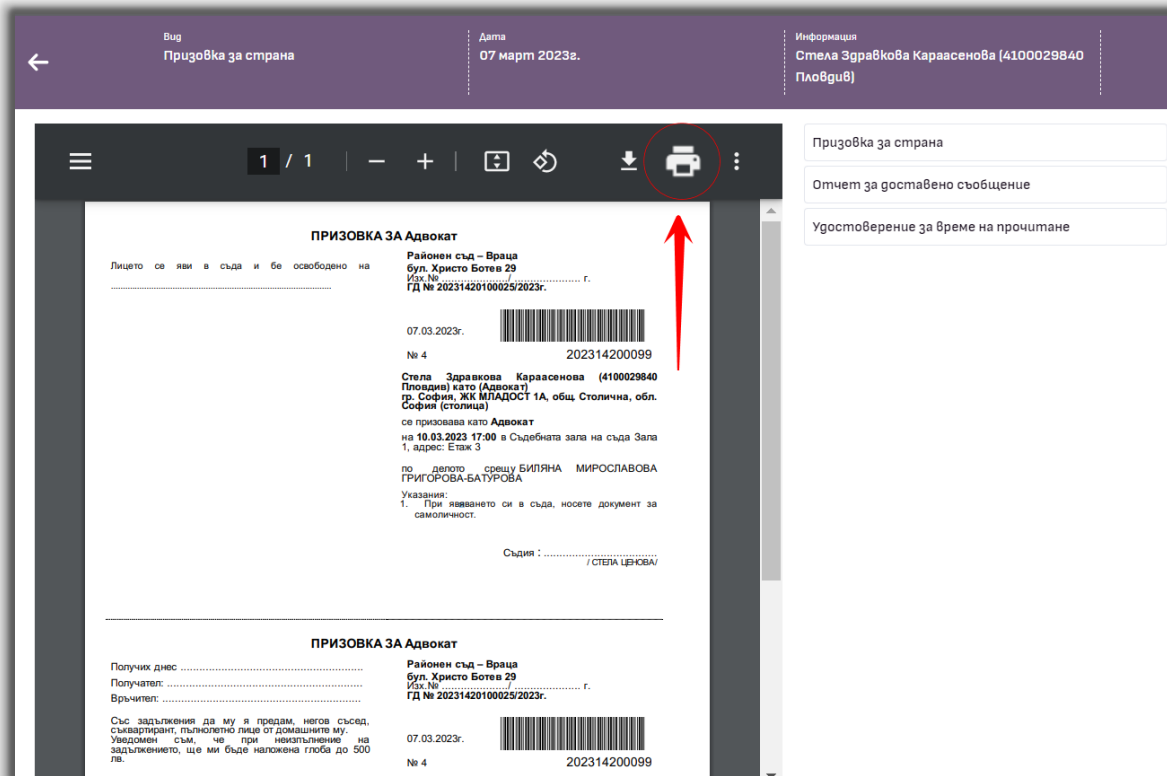 Вид
Призовка за страна
Дата
07 март 2023г.
Информация
Стела Здравкова Караасенова (4100029840
Пловдив)
1 / 1
Призовка за страна
Отчет за доставено съобщение
Удостоверение за време на прочитане
ПРИЗОВКА ЗА Адвокат
Лицето се яви в съда и бе освободено на
................................................................................
Районен съд – Враца
бул. Христо Ботев 29
Изх.№ ...................../ ..................... г.
ГД № 20231420100025/2023г.
07.03.2023г.
№ 4
202314200099
Стела Здравкова Караасенова (4100029840
Пловдив) като (Адвокат)
гр. София, ЖК МЛАДОСТ 1А, общ. Столична, обл.
София (столица)
се призовава като Адвокат
на 10.03.2023 17:00 в Съдебната зала на съда Зала
1, адрес: Етаж 3
по делото срещу БИЛЯНА МИРОСЛАВОВА
ГРИГОРОВА-БАТУРОВА
Указания:
1. При явяването си в съда, носете документ за
самоличност.
Съдия : ....................................
/ СТЕЛА ЦЕНОВА/
ПРИЗОВКА ЗА Адвокат
Получих днес ..........................................................
Получател: ..............................................................
Връчител: ...............................................................
Със задължения да му я предам, негов съсед,
съквартирант, пълнолетно лице от домашните му.
Уведомен съм, че при неизпълнение на
задължението, ще ми бъде наложена глоба до 500
лв.
Районен съд – Враца
бул. Христо Ботев 29
Изх.№ ...................../ ..................... г.
ГД № 20231420100025/2023г.
07.03.2023г.
№ 4
202314200099